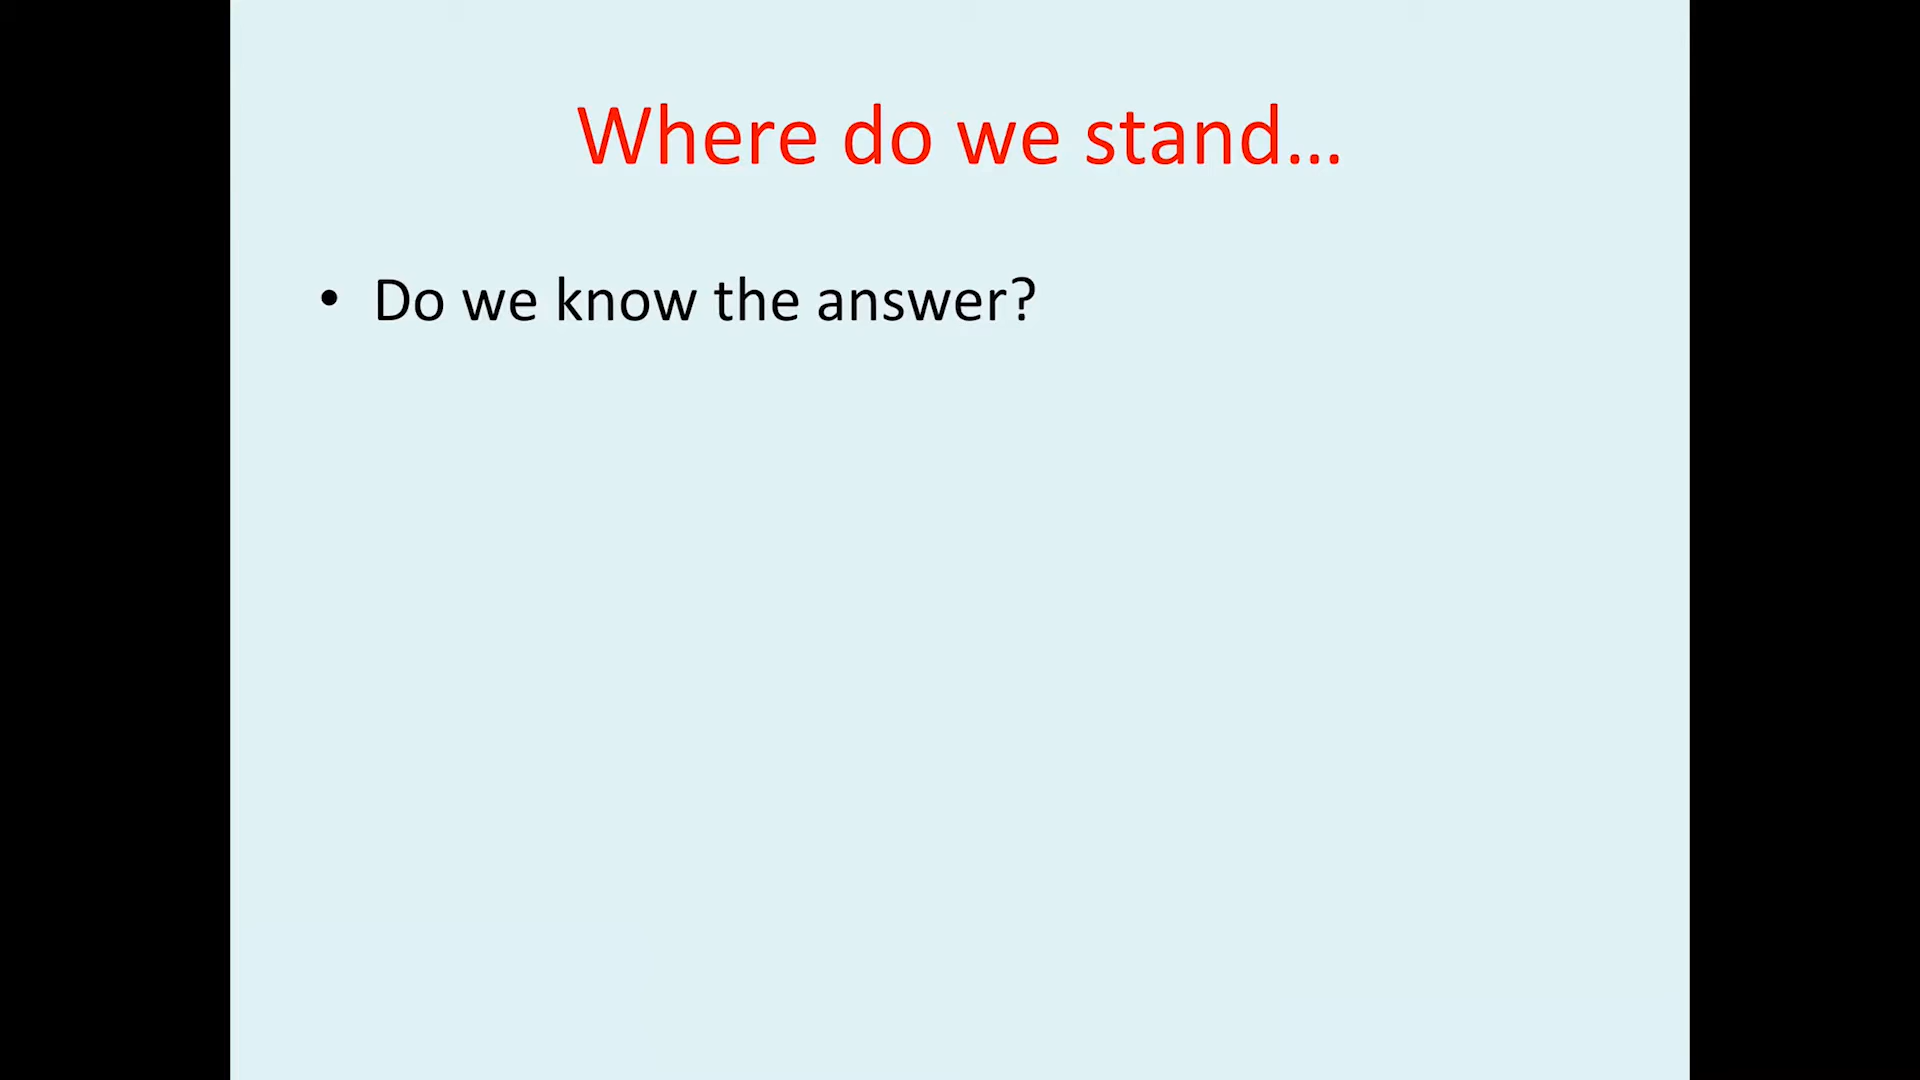 Where do we stand...
• Do we know the answer?